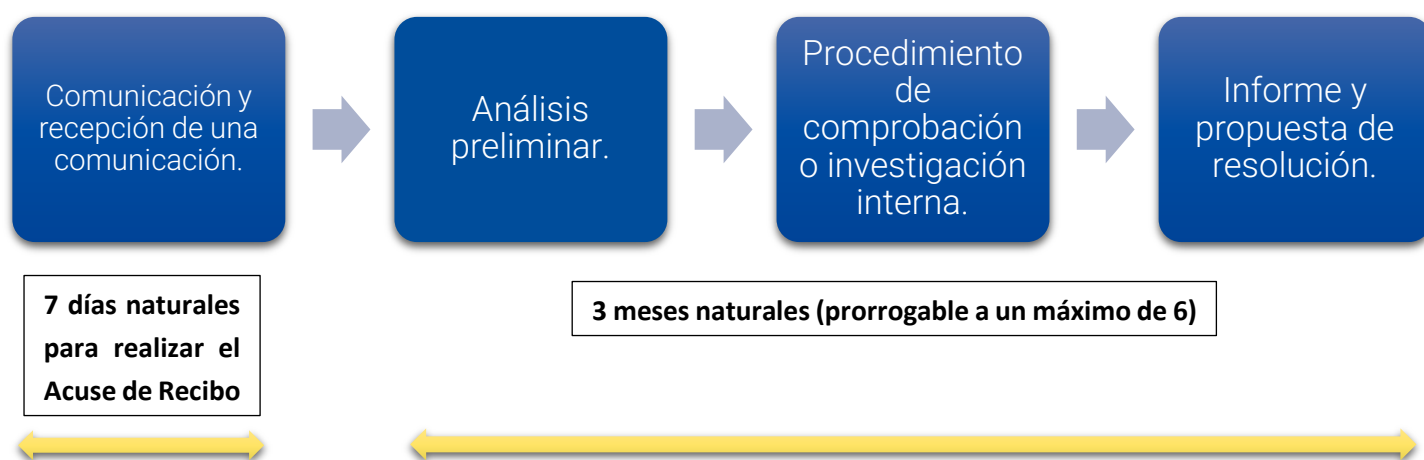 Comunicación y
recepción de una
comunicación.
Análisis
preliminar.
Procedimiento
de
comprobación
o investigación
interna.
Informe y
propuesta de
resolución.
7 días naturales
para realizar el
Acuse de Recibo
3 meses naturales (prorrogable a un máximo de 6)